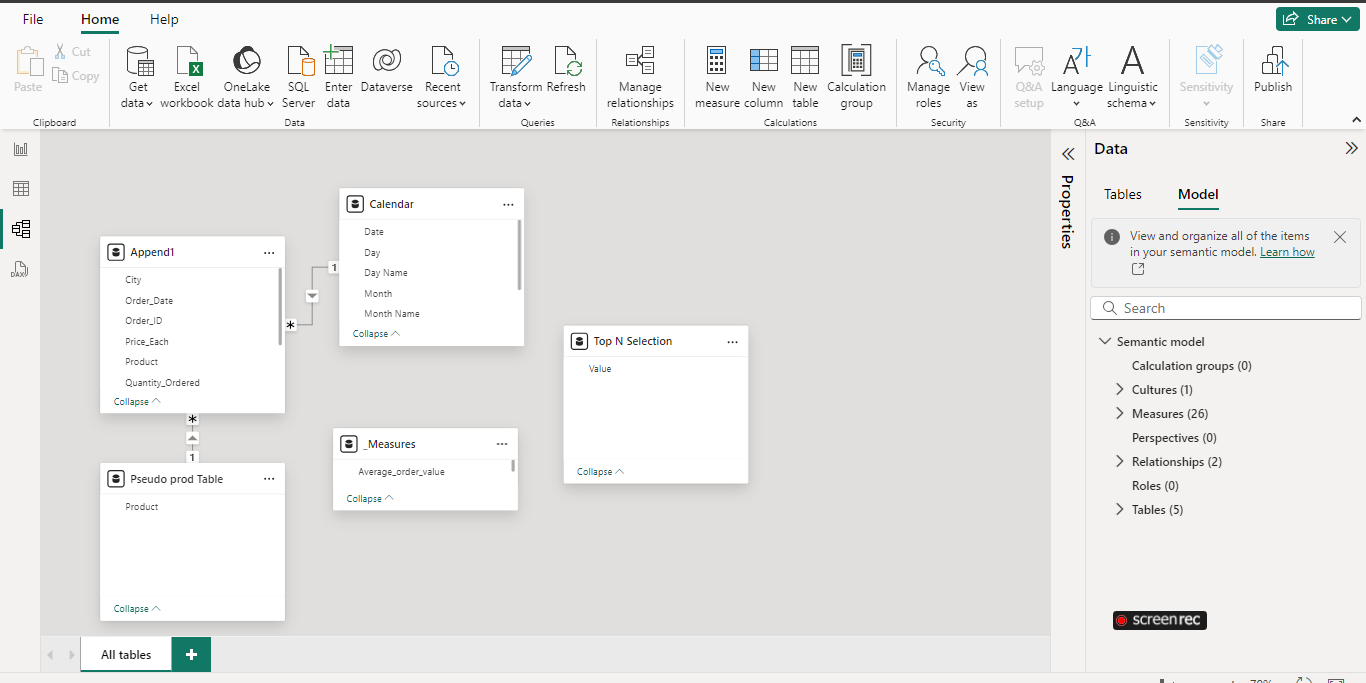 File Home Help
Share
Paste
Cut
Copy
Clipboard
Get data
Excel workbook
OneLake data hub
SQL Server
Enter data
Dataverse
Recent sources
Data
Transform data
Refresh
Queries
Manage relationships
Relationships
New measure
New column
New table
Calculation group
Calculations
Manage roles
View as
Security
Q&A setup
Language
Linguistic schema
Q&A
Sensitivity
Sensitivity
Publish
Share
DAX
Calendar
Date
Day
Day Name
Month
Month Name
Collapse
Append1
City
Order_Date
Order_ID
Price_Each
Product
Quantity_Ordered
Collapse
1
*
*
1
Top N Selection
Value
Collapse
_Measures
Average_order_value
Collapse
Pseudo prod Table
Product
Collapse
All tables
+
Properties
Data
Tables Model
View and organize all of the items
in your semantic model. Learn how
Search
Semantic model
Calculation groups (0)
Cultures (1)
Measures (26)
Perspectives (0)
Relationships (2)
Roles (0)
Tables (5)
screenrec